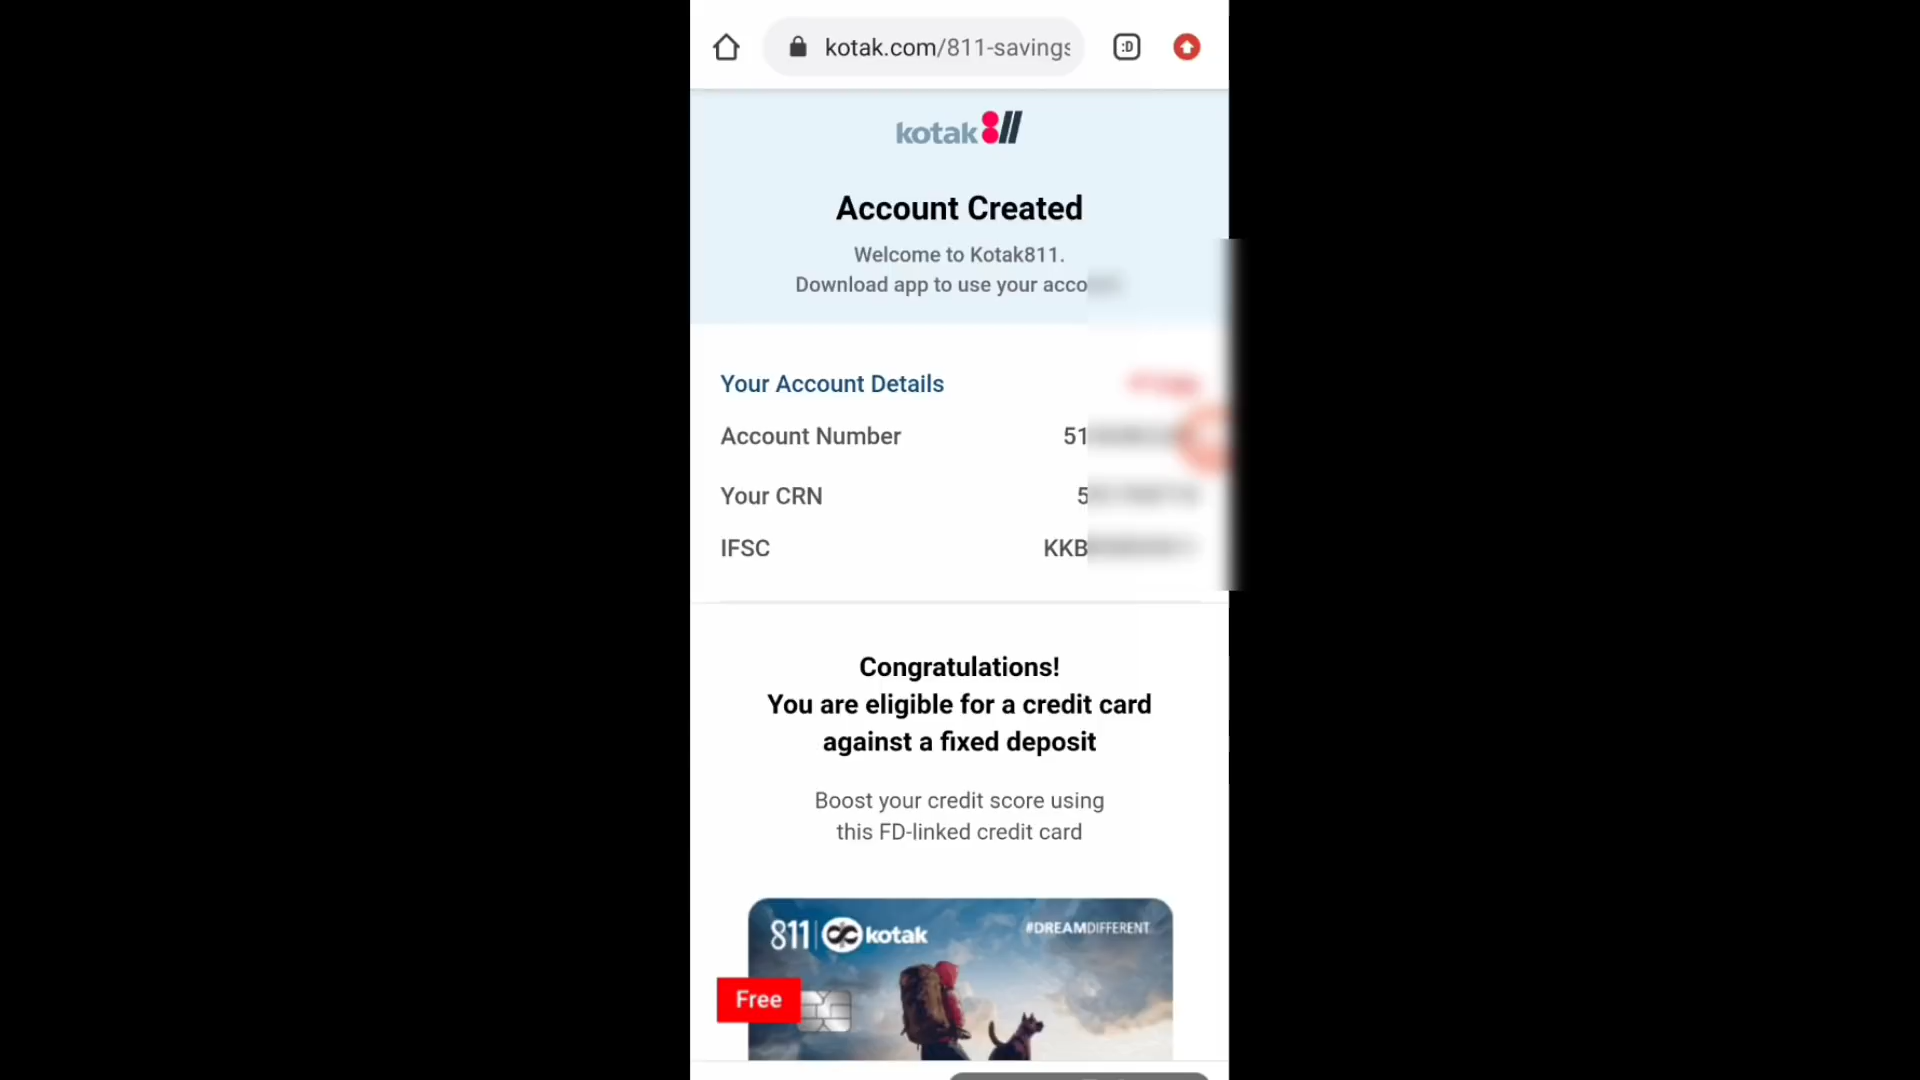 kotak.com/811-savings
:D
kotak811
Account Created
Welcome to Kotak811.
Download app to use your acco
Your Account Details
Account Number 51
Your CRN 5
IFSC KKB
Congratulations!
You are eligible for a credit card
against a fixed deposit
Boost your credit score using
this FD-linked credit card
811 kotak #DREAMDIFFERENT
Free